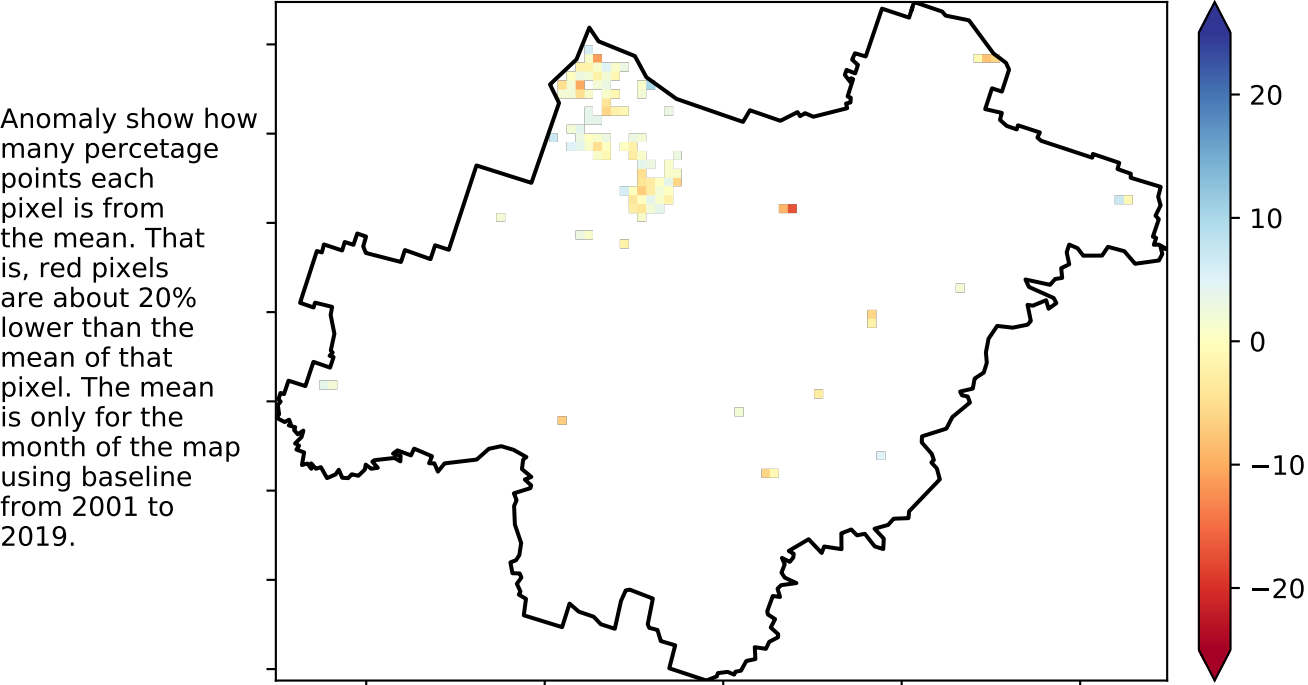 Anomaly show how
many percetage
points each
pixel is from
the mean. That
is, red pixels
are about 20%
lower than the
mean of that
pixel. The mean
is only for the
month of the map
using baseline
from 2001 to
2019.
20
10
0
−10
−20